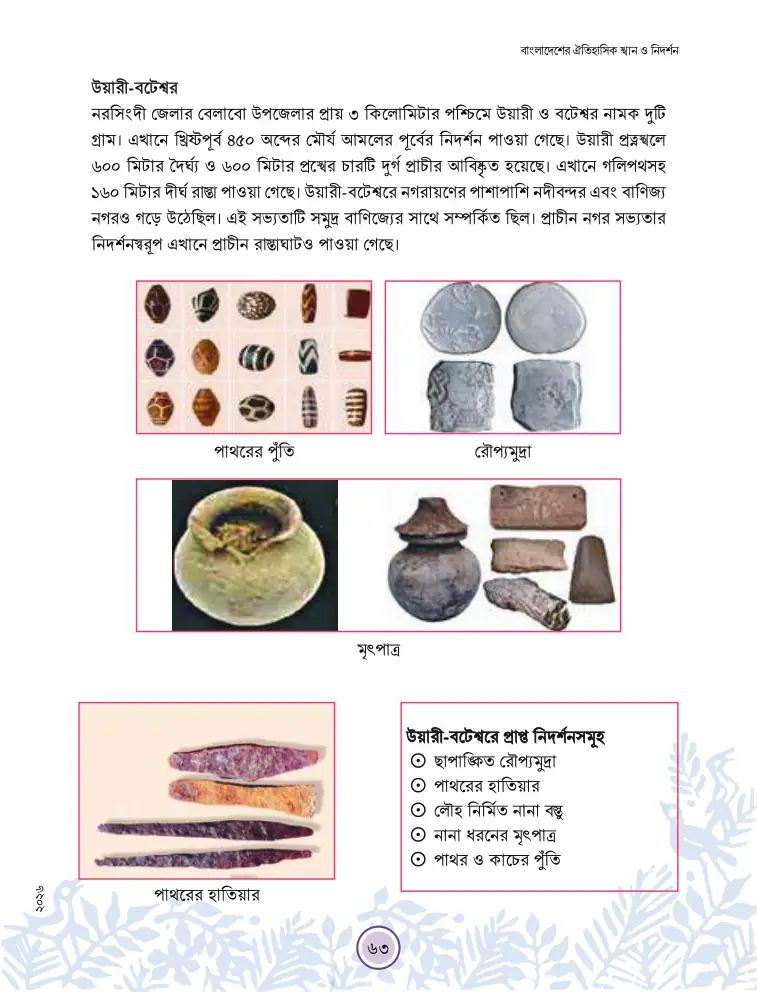 বাংলাদেশের ঐতিহাসিক স্থান ও নিদর্শন
উয়ারী-বটেশ্বর
নরসিংদী জেলার বেলাবো উপজেলার প্রায় ৩ কিলোমিটার পশ্চিমে উয়ারী ও বটেশ্বর নামক দুটি
গ্রাম। এখানে খ্রিষ্টপূর্ব ৪৫০ অব্দের মৌর্য আমলের পূর্বের নিদর্শন পাওয়া গেছে। উয়ারী প্রত্নস্থলে
৬০০ মিটার দৈর্ঘ্য ও ৬০০ মিটার প্রস্থের চারটি দুর্গ প্রাচীর আবিষ্কৃত হয়েছে। এখানে গলিপথসহ
১৬০ মিটার দীর্ঘ রাস্তা পাওয়া গেছে। উয়ারী-বটেশ্বরে নগরায়ণের পাশাপাশি নদীবন্দর এবং বাণিজ্য
নগরও গড়ে উঠেছিল। এই সভ্যতাটি সমুদ্র বাণিজ্যের সাথে সম্পর্কিত ছিল। প্রাচীন নগর সভ্যতার
নিদর্শনস্বরূপ এখানে প্রাচীন রাস্তাঘাটও পাওয়া গেছে।
পাথরের পুঁতি
রৌপ্যমুদ্রা
মৃৎপাত্র
উয়ারী-বটেশ্বরে প্রাপ্ত নিদর্শনসমূহ
ছাপাঙ্কিত রৌপ্যমুদ্রা
পাথরের হাতিয়ার
লৌহ নির্মিত নানা বস্তু
নানা ধরনের মৃৎপাত্র
পাথর ও কাচের পুঁতি
পাথরের হাতিয়ার
২০২৬
৬৩